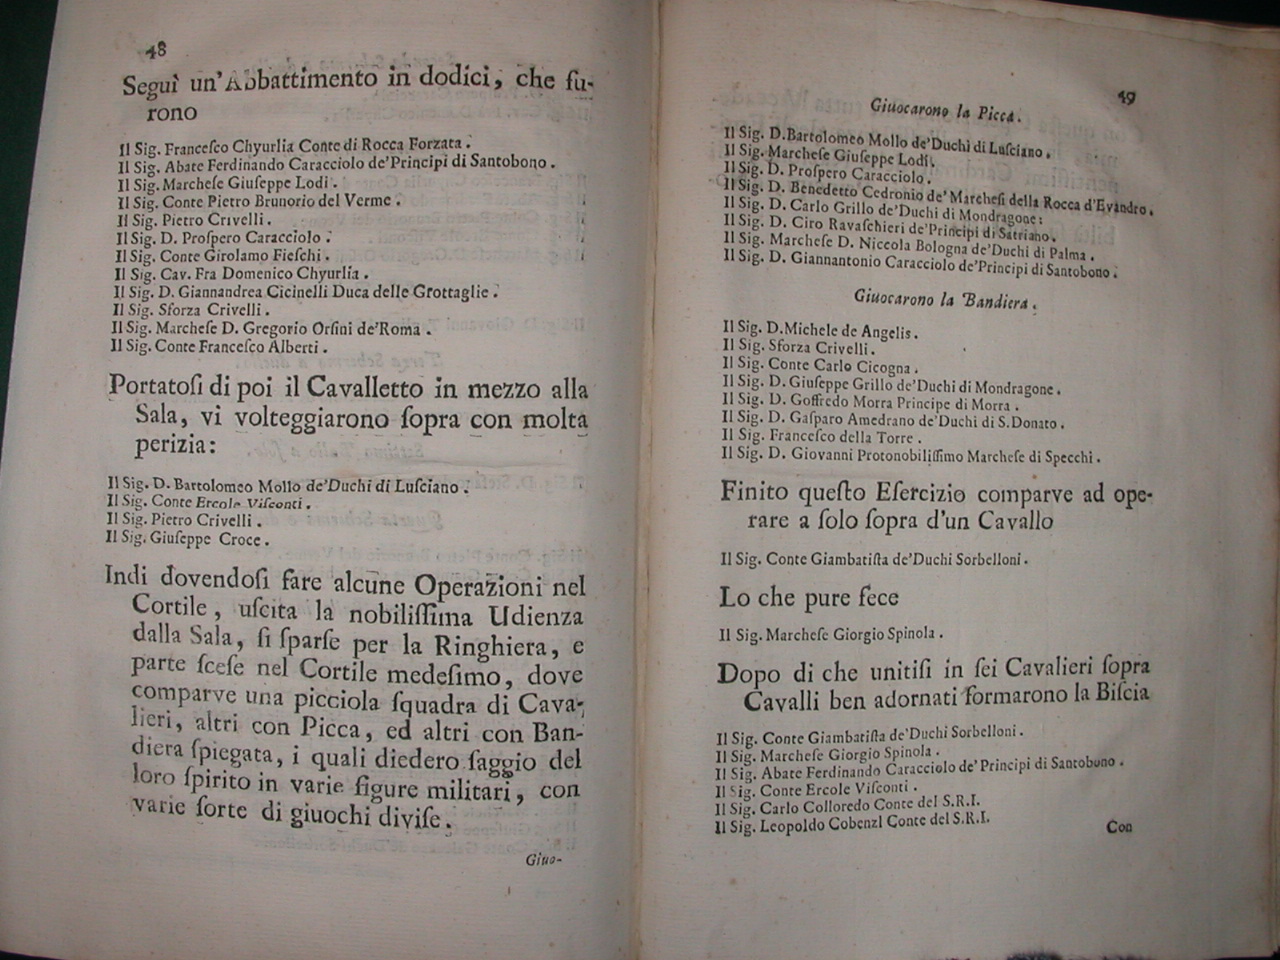 48
Seguì un'Abbattimento in dodici, che fu-
rono
Il Sig. Franceſco Chyurlia Conte di Rocca Forzata.
Il Sig. Abate Ferdinando Caracciolo de'Principi di Santobono.
Il Sig. Marcheſe Giuſeppe Lodi.
Il Sig. Conte Pietro Brunorio del Verme.
Il Sig. Pietro Crivelli.
Il Sig. D. Proſpero Caracciolo.
Il Sig. Conte Girolamo Fieſchi.
Il Sig. Cav. Fra Domenico Chyurlia.
Il Sig. D. Giannandrea Cicinelli Duca delle Grottaglie.
Il Sig. Sforza Crivelli.
Il Sig. Marcheſe D. Gregorio Orſini de'Roma.
Il Sig. Conte Franceſco Alberti.
Portatoſi di poi il Cavalletto in mezzo alla
Sala, vi volteggiarono ſopra con molta
perizia:
Il Sig. D. Bartolomeo Mollo de'Duchi di Luſciano.
Il Sig. Conte Ercole Viſconti.
Il Sig. Pietro Crivelli.
Il Sig. Giuſeppe Croce.
Indi dovendoſi fare alcune Operazioni nel
Cortile, uſcita la nobiliſſima Udienza
dalla Sala, ſi ſparſe per la Ringhiera, e
parte ſceſe nel Cortile medeſimo, dove
comparve una picciola ſquadra di Cava-
lieri, altri con Picca, ed altri con Ban-
diera ſpiegata, i quali diedero ſaggio del
loro ſpirito in varie figure militari, con
varie ſorte di giuochi diviſe.
Giuo-
49
Giuocarono la Picca.
Il Sig. D.Bartolomeo Mollo de'Duchi di Luſciano.
Il Sig. Marcheſe Giuſeppe Lodi.
Il Sig. D. Proſpero Caracciolo.
Il Sig. D. Benedetto Cedronio de'Marcheſi della Rocca d'Evandro.
Il Sig. D. Carlo Grillo de'Duchi di Mondragone:
Il Sig. D. Ciro Ravaſchieri de'Principi di Satriano.
Il Sig. Marcheſe D. Niccola Bologna de'Duchi di Palma.
Il Sig. D. Giannantonio Caracciolo de'Principi di Santobono.
Giuocarono la Bandiera.
Il Sig. D.Michele de Angelis.
Il Sig. Sforza Crivelli.
Il Sig. Conte Carlo Cicogna.
Il Sig. D. Giuſeppe Grillo de'Duchi di Mondragone.
Il Sig. D. Goffredo Morra Principe di Morra.
Il Sig. D. Gaſparo Amedrano de'Duchi di S.Donato.
Il Sig. Franceſco della Torre.
Il Sig. D. Giovanni Protonobiliſſimo Marcheſe di Specchi.
Finito queſto Eſercizio comparve ad ope-
rare a ſolo ſopra d'un Cavallo
Il Sig. Conte Giambatiſta de'Duchi Sorbelloni.
Lo che pure fece
Il Sig. Marcheſe Giorgio Spinola.
Dopo di che unitiſi in ſei Cavalieri ſopra
Cavalli ben adornati formarono la Biſcia
Il Sig. Conte Giambatiſta de'Duchi Sorbelloni.
Il Sig. Marcheſe Giorgio Spinola.
Il Sig. Abate Ferdinando Caracciolo de'Principi di Santobono.
Il Sig. Conte Ercole Viſconti.
Il Sig. Carlo Colloredo Conte del S.R.I.
Il Sig. Leopoldo Cobenzl Conte del S.R.I.
Con